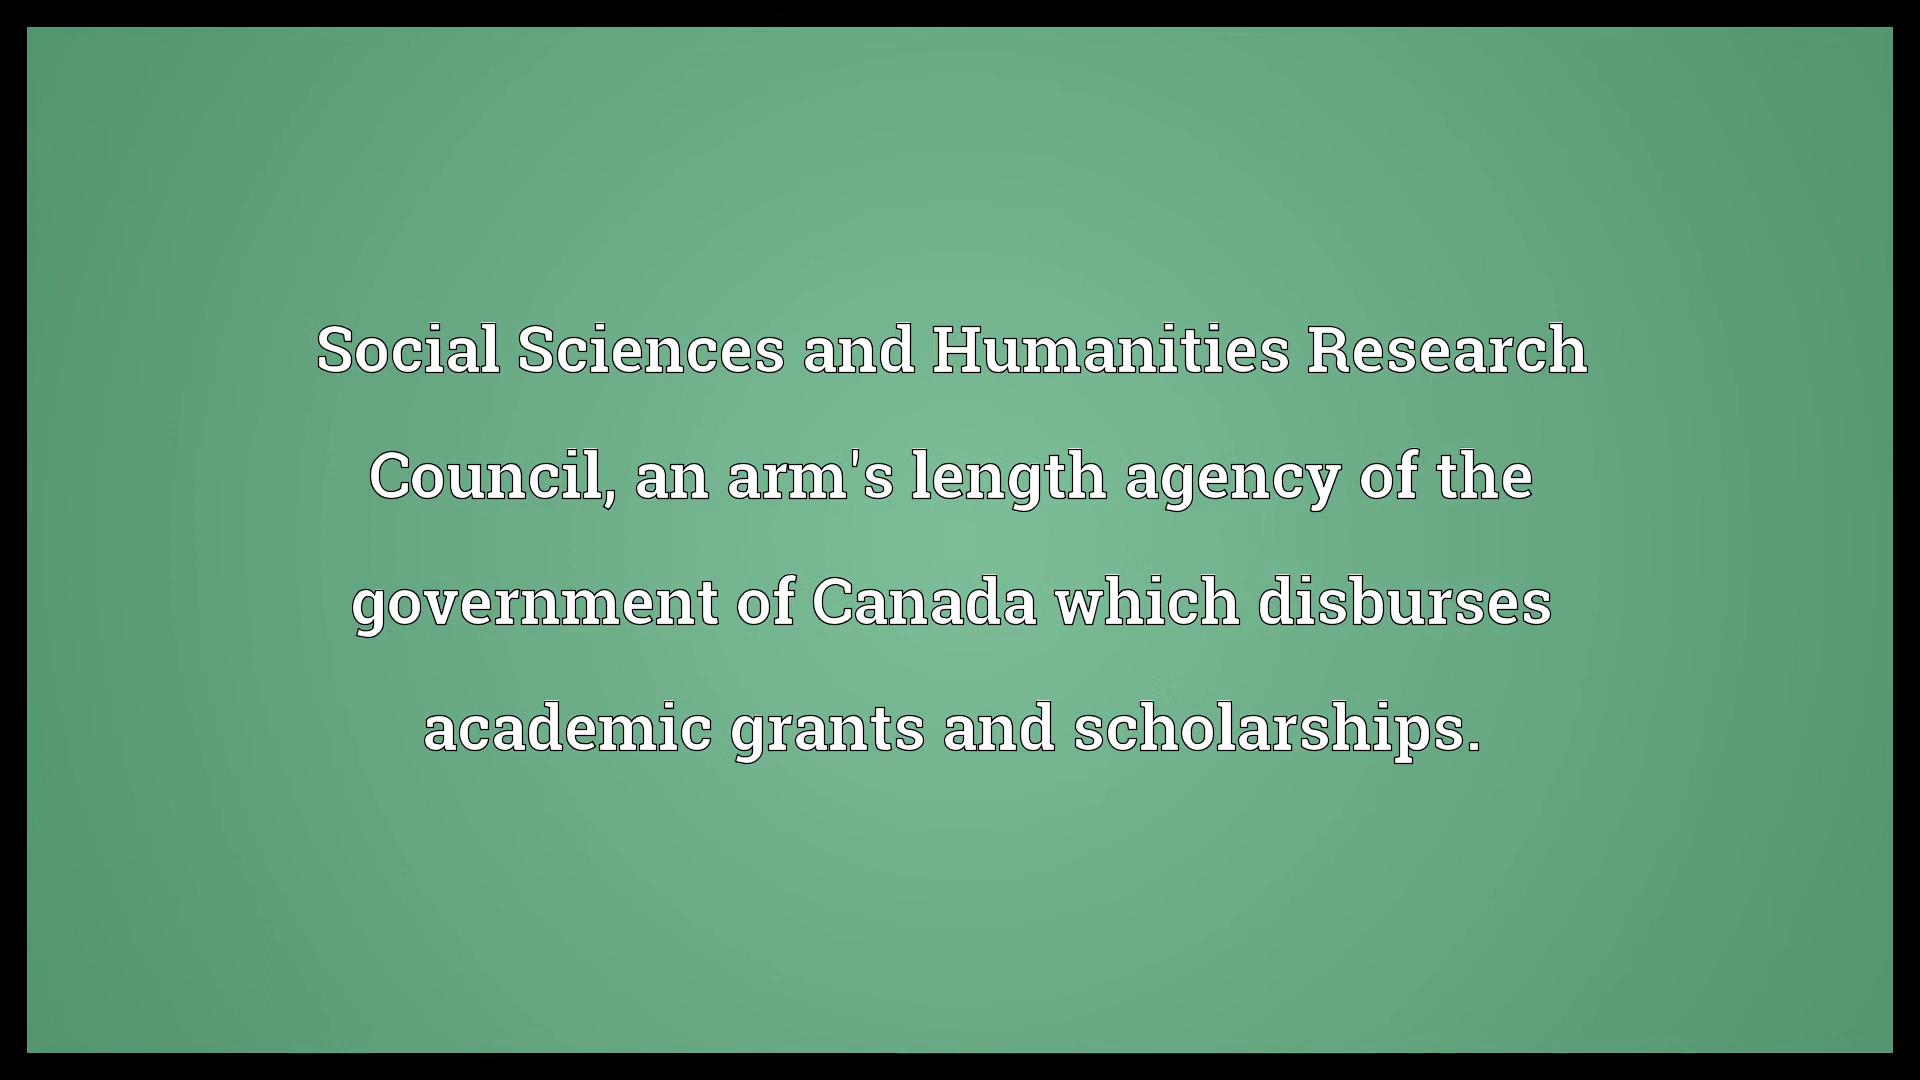 Social Sciences and Humanities Research
Council, an arm's length agency of the
government of Canada which disburses
academic grants and scholarships.